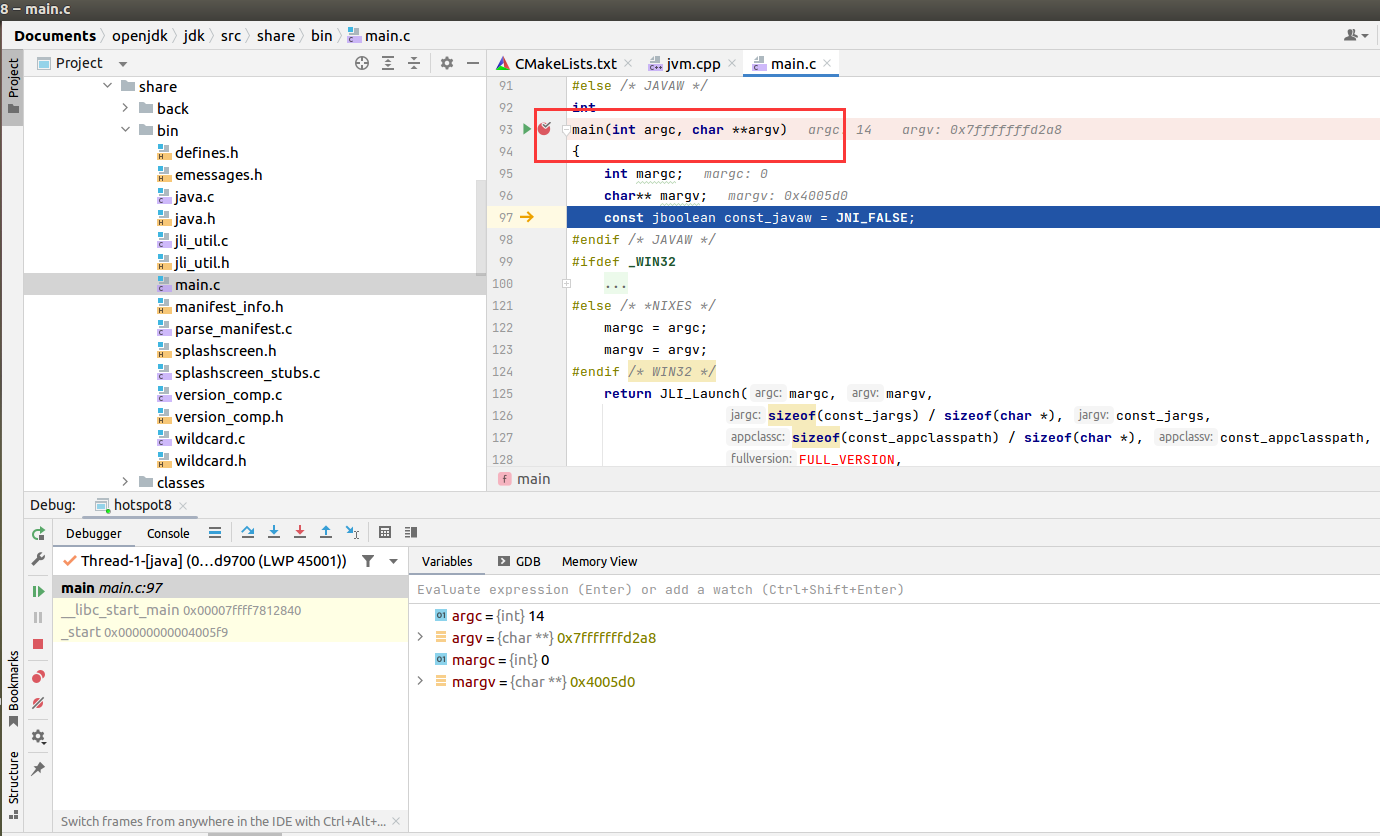 8 – main.c
Documents openjdk jdk src share bin main.c
Project
Project
share
back
bin
defines.h
emessages.h
java.c
java.h
jli_util.c
jli_util.h
main.c
manifest_info.h
parse_manifest.c
splashscreen.h
splashscreen_stubs.c
version_comp.c
version_comp.h
wildcard.c
wildcard.h
classes
CMakeLists.txt jvm.cpp main.c
91 #else /* JAVAW */
92 int
93 main(int argc, char **argv) argc: 14 argv: 0x7fffffffd2a8
94 {
95 int margc; margc: 0
96 char** margv; margv: 0x4005d0
97 const jboolean const_javaw = JNI_FALSE;
98 #endif /* JAVAW */
99 #ifdef _WIN32
100 ...
121 #else /* *NIXES */
122 margc = argc;
123 margv = argv;
124 #endif /* WIN32 */
125 return JLI_Launch( argc: margc, argv: margv,
126 jargc: sizeof(const_jargs) / sizeof(char *), jargv: const_jargs,
127 appclassc: sizeof(const_appclasspath) / sizeof(char *), appclassv: const_appclasspath,
128 fullversion: FULL_VERSION,
f main
Debug: hotspot8
Debugger Console
Thread-1-[java] (0...d9700 (LWP 45001))
main main.c:97
__libc_start_main 0x00007ffff7812840
_start 0x00000000004005f9
Switch frames from anywhere in the IDE with Ctrl+Alt+...
Variables GDB Memory View
Evaluate expression (Enter) or add a watch (Ctrl+Shift+Enter)
argc = {int} 14
argv = {char **} 0x7fffffffd2a8
margc = {int} 0
margv = {char **} 0x4005d0
Bookmarks
Structure